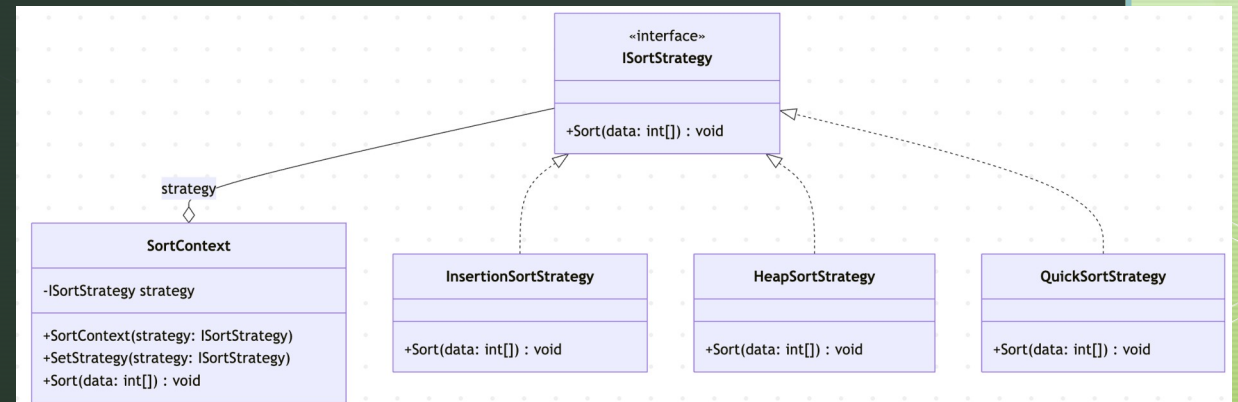 «interface»
ISortStrategy
+Sort(data: int[]) : void
strategy
SortContext
-ISortStrategy strategy
+SortContext(strategy: ISortStrategy)
+SetStrategy(strategy: ISortStrategy)
+Sort(data: int[]) : void
InsertionSortStrategy
+Sort(data: int[]) : void
HeapSortStrategy
+Sort(data: int[]) : void
QuickSortStrategy
+Sort(data: int[]) : void